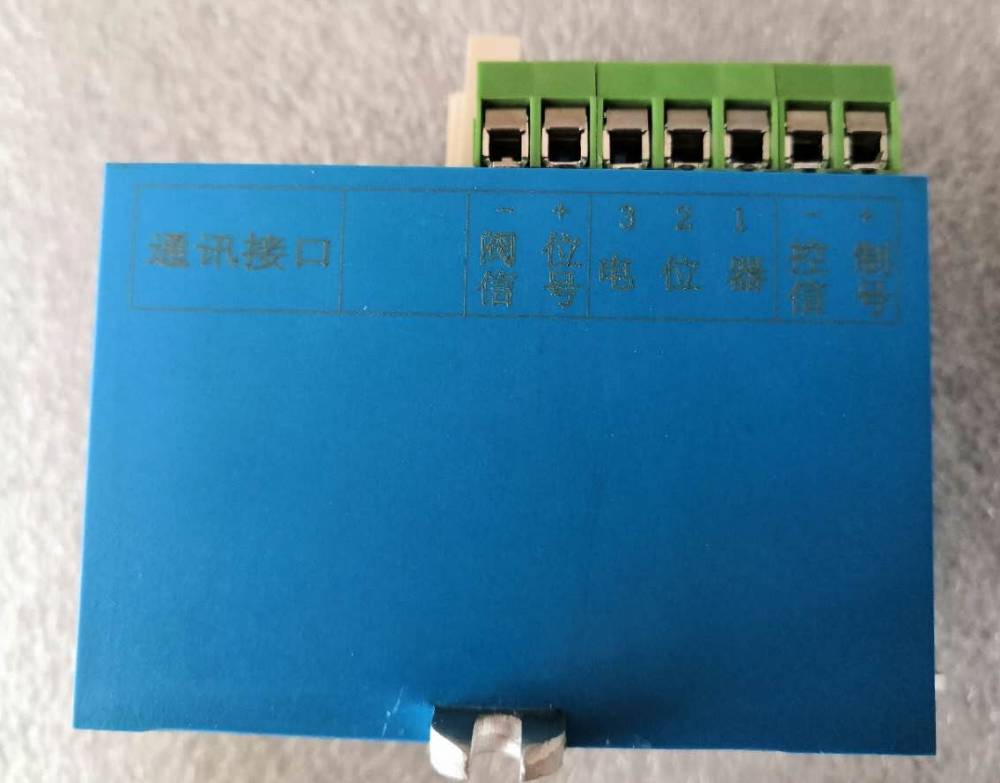 通讯接口
- +
阀 位
信 号
3 2 1
电 位 器
- +
控 制
信 号